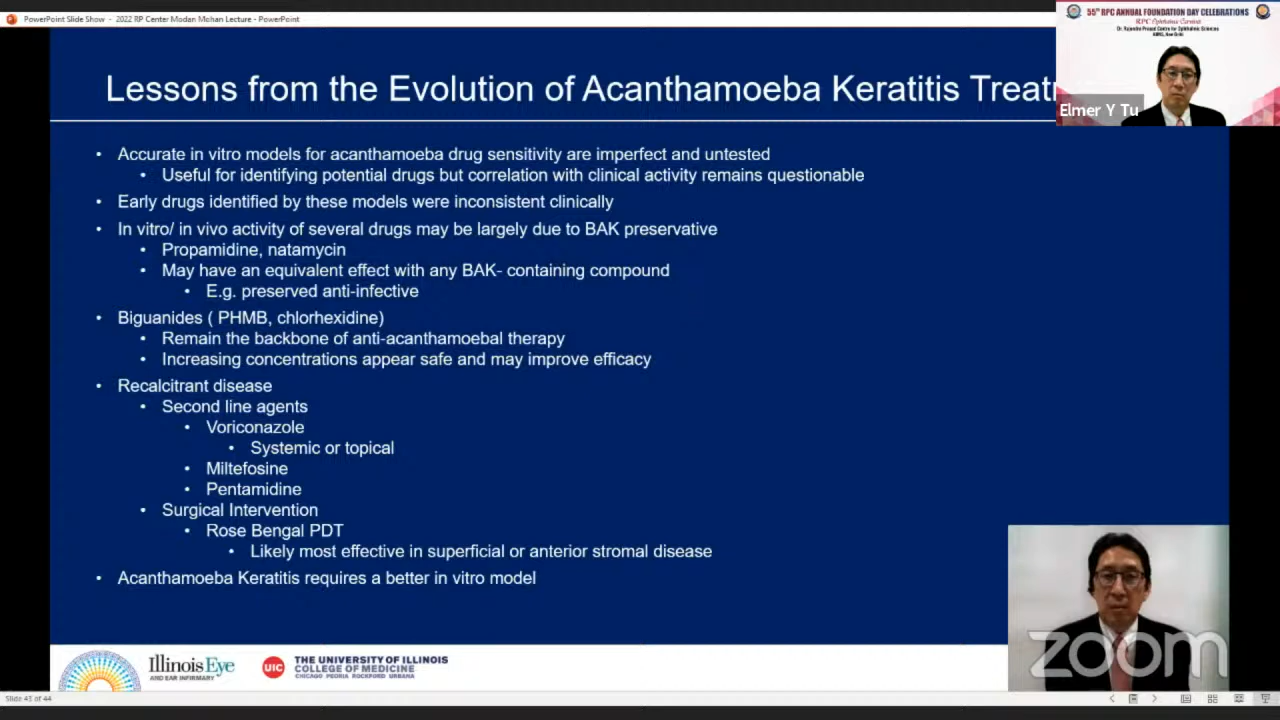 PowerPoint Slide Show - 2022 RP Center Modan Mohan Lecture - PowerPoint
55th RPC ANNUAL FOUNDATION DAY CELEBRATIONS
Dr. Rajendra Prasad Centre for Ophthalmic Sciences
Elmer Y Tu
Lessons from the Evolution of Acanthamoeba Keratitis Treat
• Accurate in vitro models for acanthamoeba drug sensitivity are imperfect and untested
• Useful for identifying potential drugs but correlation with clinical activity remains questionable
• Early drugs identified by these models were inconsistent clinically
• In vitro/ in vivo activity of several drugs may be largely due to BAK preservative
• Propamidine, natamycin
• May have an equivalent effect with any BAK- containing compound
• E.g. preserved anti-infective
• Biguanides ( PHMB, chlorhexidine)
• Remain the backbone of anti-acanthamoebal therapy
• Increasing concentrations appear safe and may improve efficacy
• Recalcitrant disease
• Second line agents
• Voriconazole
• Systemic or topical
• Miltefosine
• Pentamidine
• Surgical Intervention
• Rose Bengal PDT
• Likely most effective in superficial or anterior stromal disease
• Acanthamoeba Keratitis requires a better in vitro model
Illinois Eye
AND EAR INFIRMARY
UIC
THE UNIVERSITY OF ILLINOIS
COLLEGE OF MEDICINE
CHICAGO PEORIA ROCKFORD URBANA
zoom
Slide 43 of 44